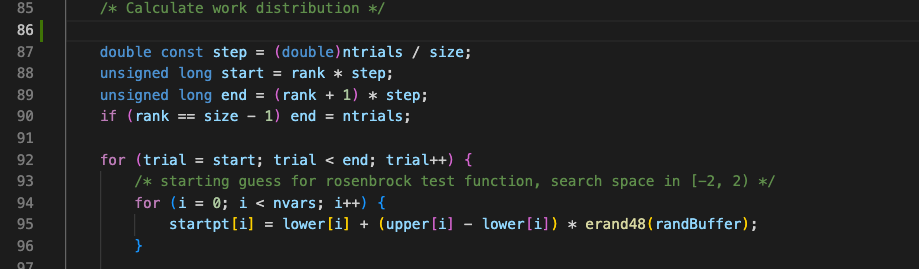 85 /* Calculate work distribution */
86
87 double const step = (double)ntrials / size;
88 unsigned long start = rank * step;
89 unsigned long end = (rank + 1) * step;
90 if (rank == size - 1) end = ntrials;
91
92 for (trial = start; trial < end; trial++) {
93 /* starting guess for rosenbrock test function, search space in [-2, 2) */
94 for (i = 0; i < nvars; i++) {
95 startpt[i] = lower[i] + (upper[i] - lower[i]) * erand48(randBuffer);
96 }
97